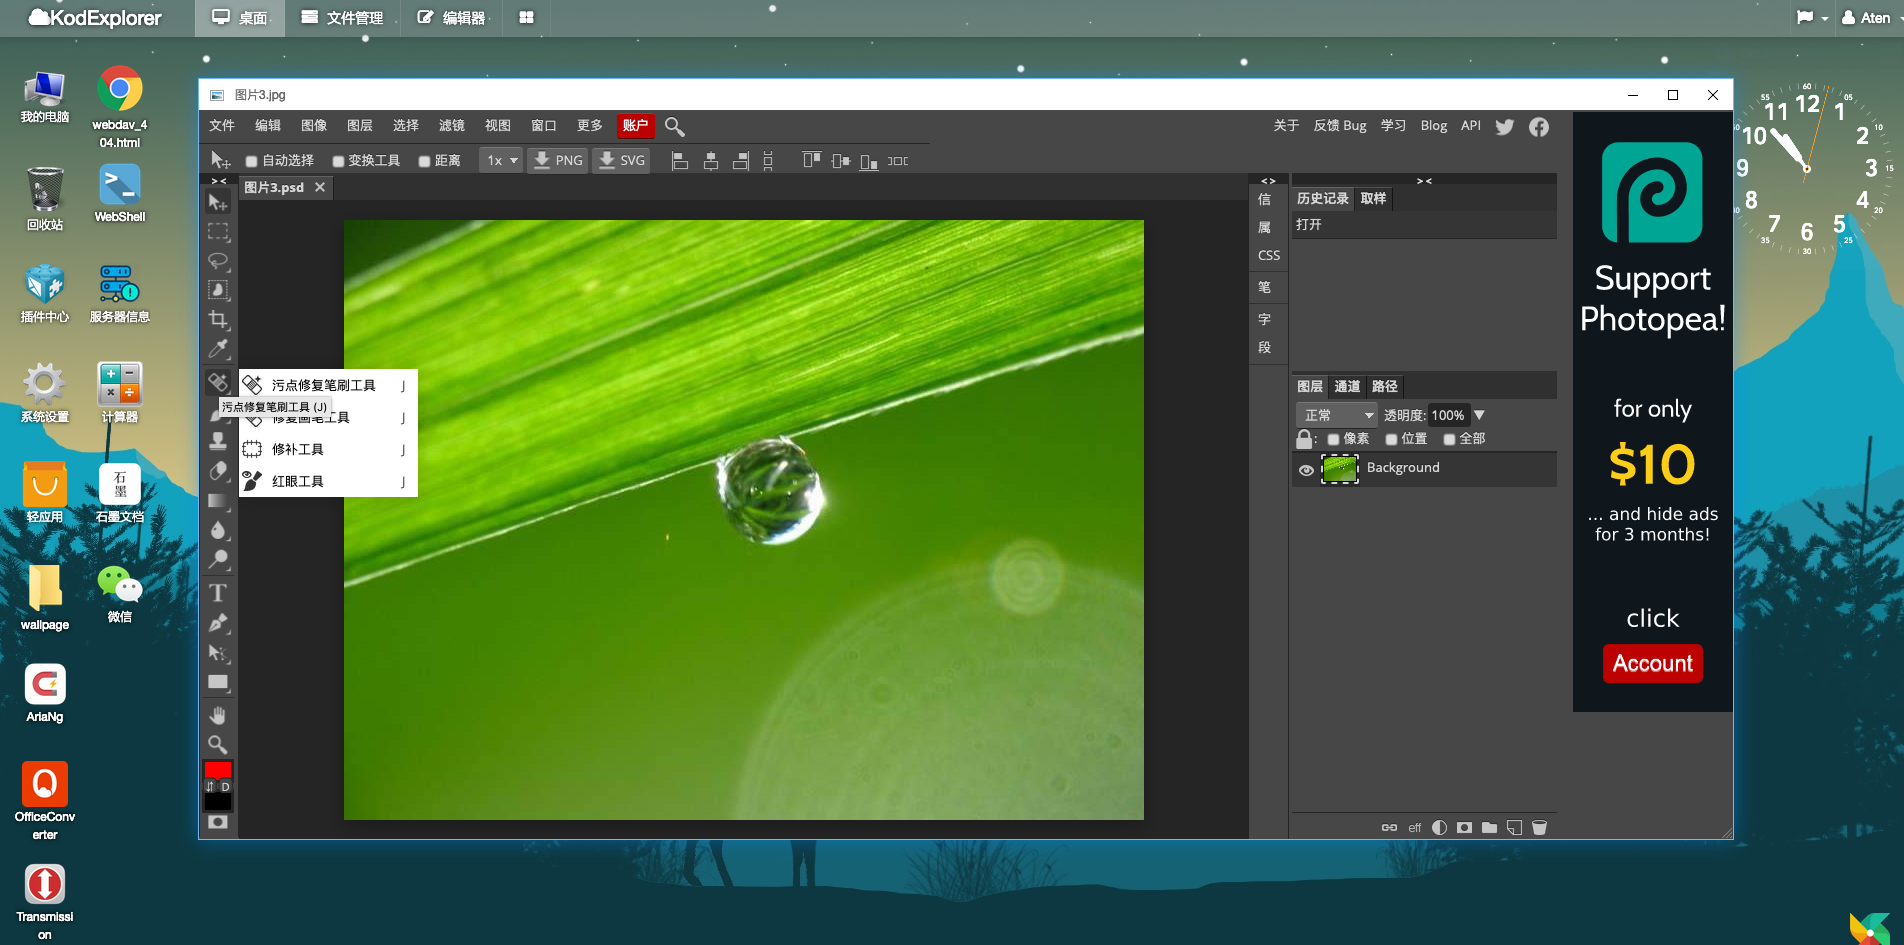 KodExplorer
桌面
文件管理
编辑器
Aten
我的电脑
webdav_4
04.html
回收站
WebShell
插件中心
服务器信息
系统设置
计算器
轻应用
石墨
石墨文档
wallpage
微信
AriaNg
OfficeConv
erter
Transmissi
on
图片3.jpg
文件 编辑 图像 图层 选择 滤镜 视图 窗口 更多 账户
关于 反馈 Bug 学习 Blog API
自动选择 变换工具 距离 1x PNG SVG
> <
图片3.psd
污点修复笔刷工具 J
污点修复笔刷工具 (J)
修复画笔工具 J
修补工具 J
红眼工具 J
T
D
< >
信
属
CSS
笔
字
段
> <
历史记录 取样
打开
图层 通道 路径
正常 透明度: 100%
: 像素 位置 全部
Background
eff
Support
Photopea!
for only
$10
... and hide ads
for 3 months!
click
Account
60
05
10
15
20
25
30
35
55
12
1
2
3
4
5
6
7
8
9
10
11